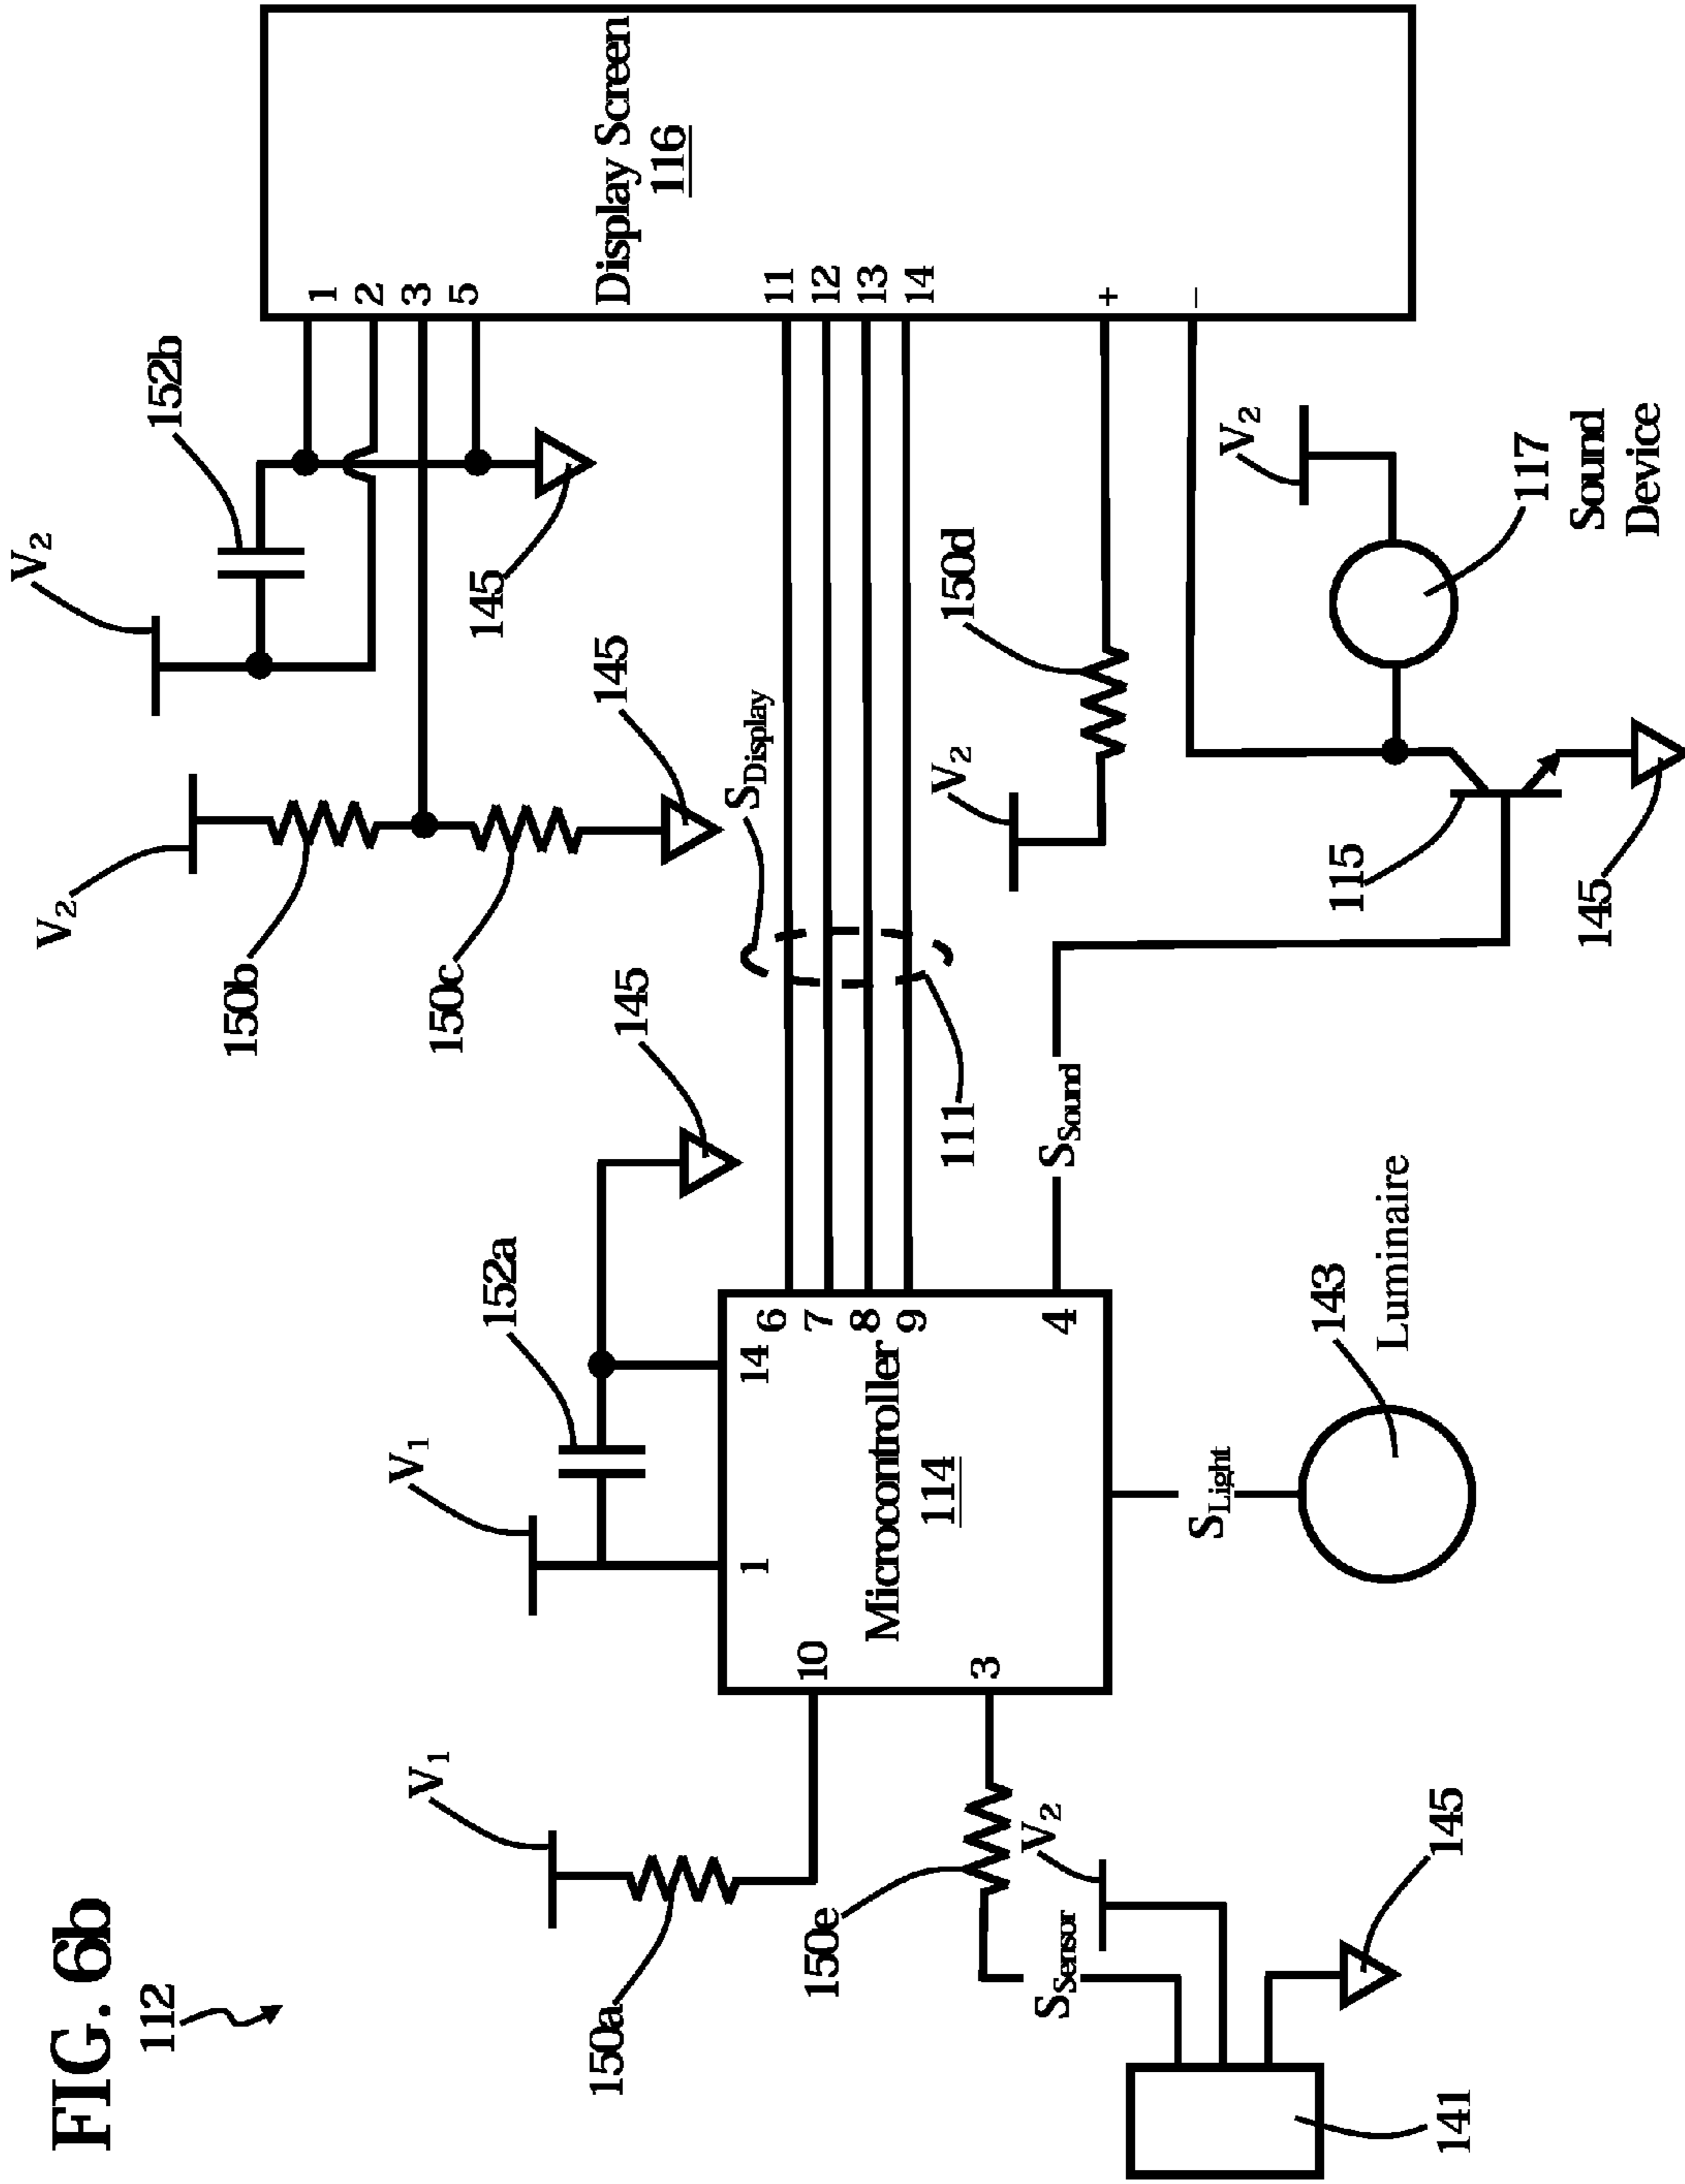 FIG. 6b
112
V2
V2
152b
1
2
3
5
Display Screen
116
150b
150c
145
145
SDisplay
V1
152a
145
V1
150a
10
1
14
Microcontroller
114
6
7
8
9
4
3
11
12
13
14
+
−
111
V2
150d
150e
SSensor
V2
145
141
SLight
143
Luminaire
SSound
115
145
V2
117
Sound
Device